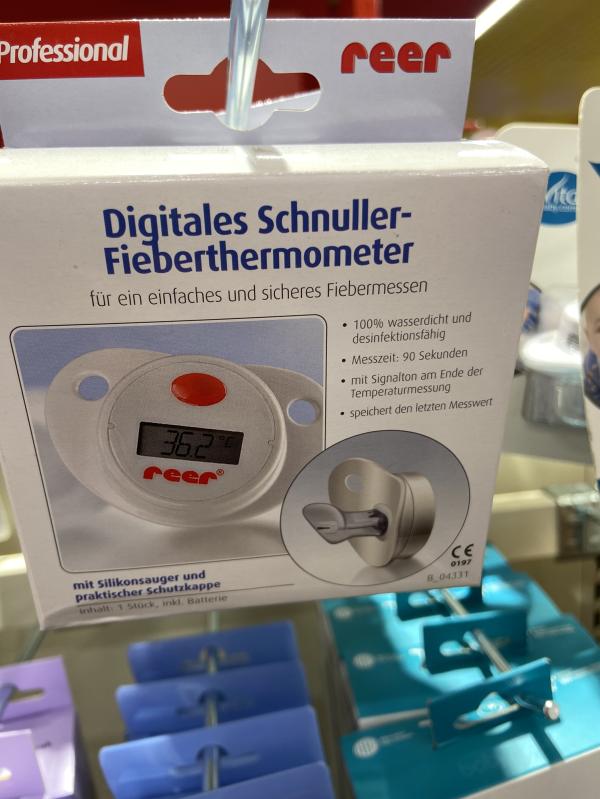 Professional
reer
Digitales Schnuller-
Fieberthermometer
für ein einfaches und sicheres Fiebermessen
• 100% wasserdicht und
desinfektionsfähig
• Messzeit: 90 Sekunden
• mit Signalton am Ende der
Temperaturmessung
• speichert den letzten Messwert
36.2 °C
reer®
mit Silikonsauger und
praktischer Schutzkappe
Inhalt: 1 Stück, inkl. Batterie
CE
0197
B_04331